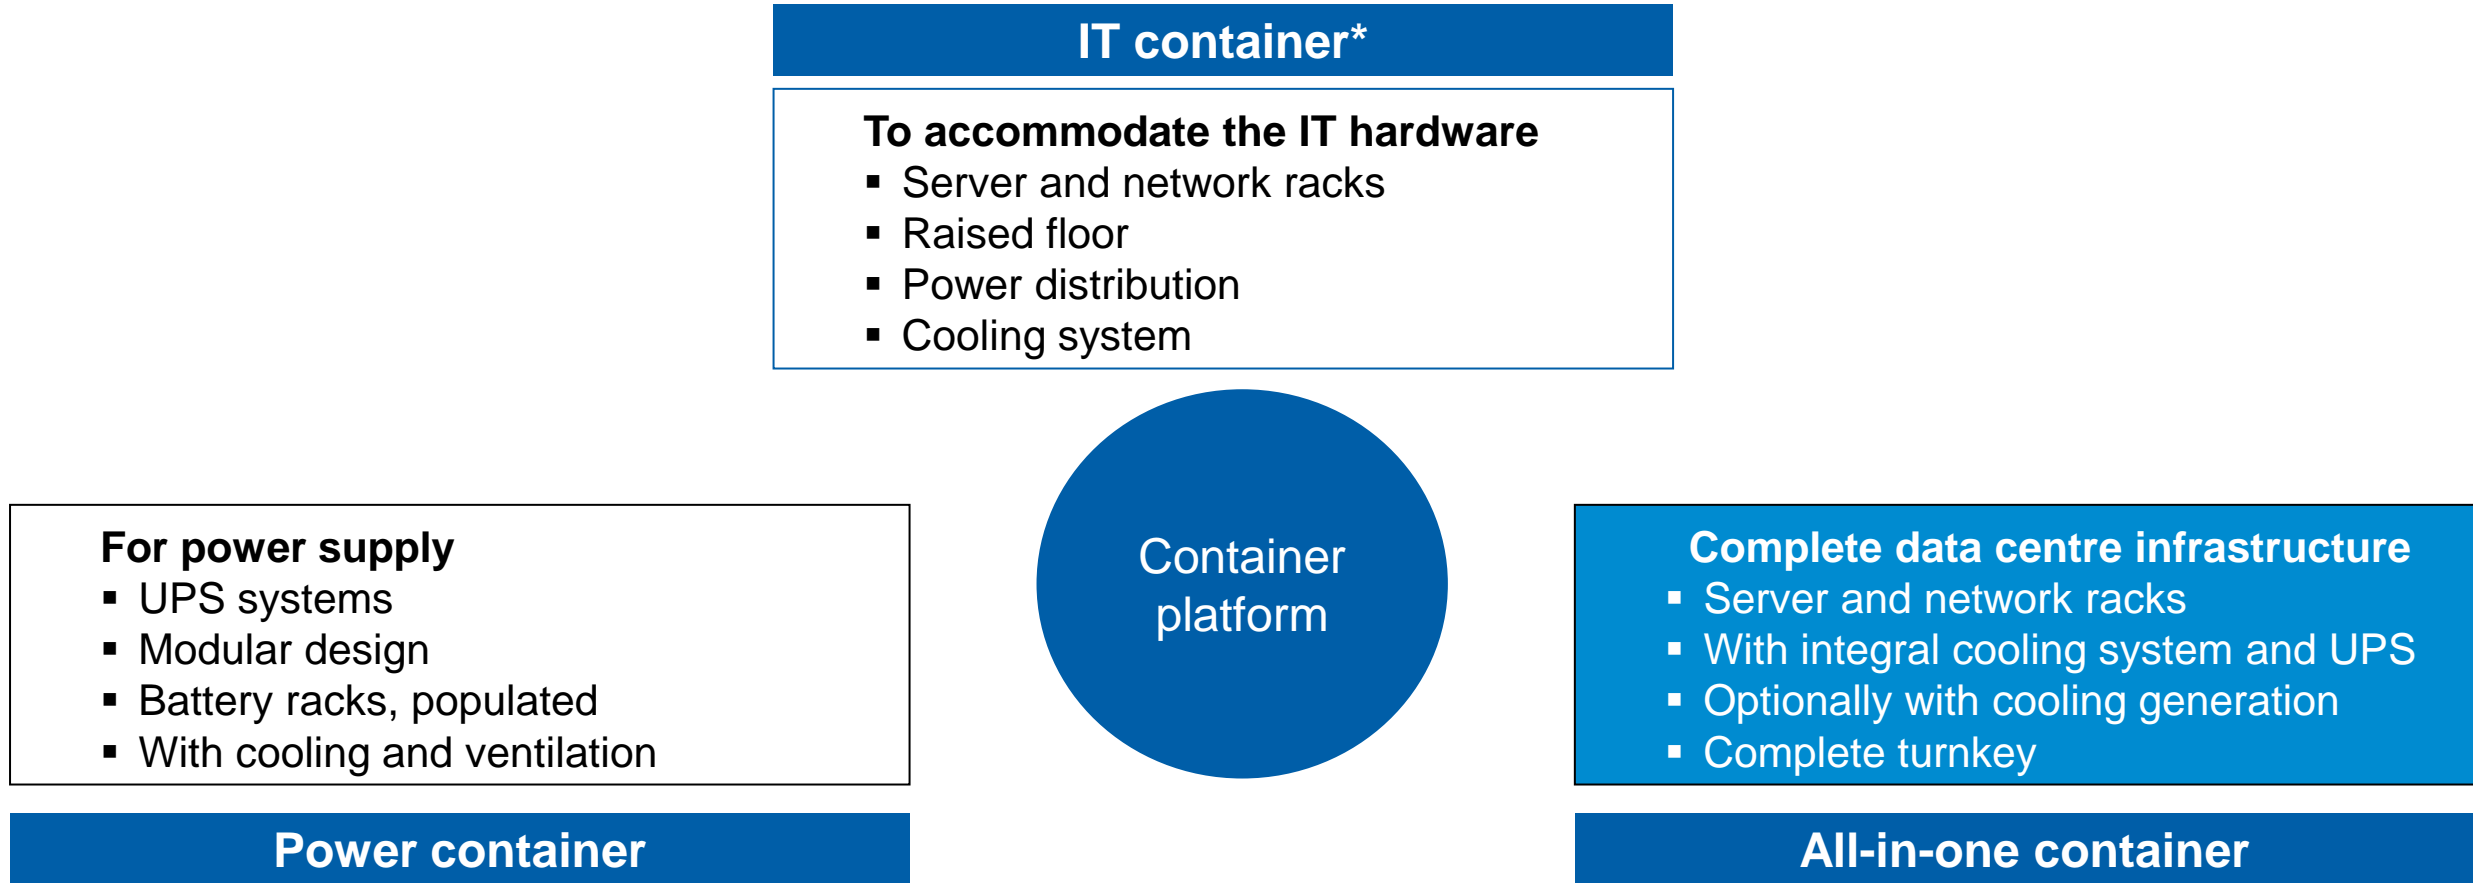 IT container*
To accommodate the IT hardware
▪ Server and network racks
▪ Raised floor
▪ Power distribution
▪ Cooling system
Container
platform
For power supply
▪ UPS systems
▪ Modular design
▪ Battery racks, populated
▪ With cooling and ventilation
Power container
Complete data centre infrastructure
▪ Server and network racks
▪ With integral cooling system and UPS
▪ Optionally with cooling generation
▪ Complete turnkey
All-in-one container